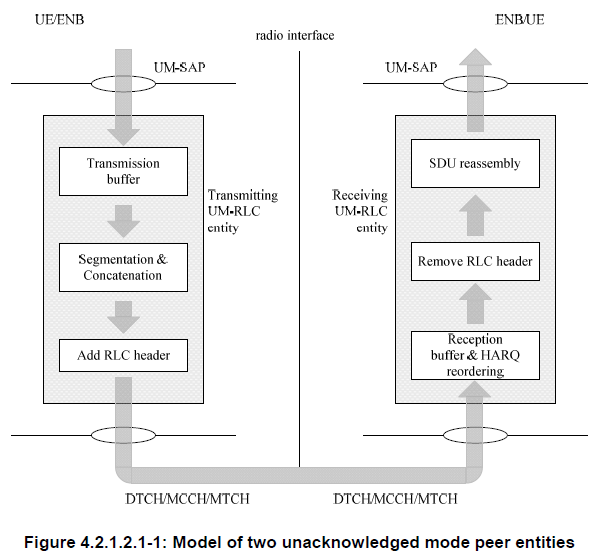 UE/ENB
ENB/UE
radio interface
UM-SAP
UM-SAP
Transmission
buffer
Segmentation &
Concatenation
Add RLC header
Transmitting
UM-RLC
entity
Receiving
UM-RLC
entity
SDU reassembly
Remove RLC header
Reception
buffer & HARQ
reordering
DTCH/MCCH/MTCH
DTCH/MCCH/MTCH
Figure 4.2.1.2.1-1: Model of two unacknowledged mode peer entities